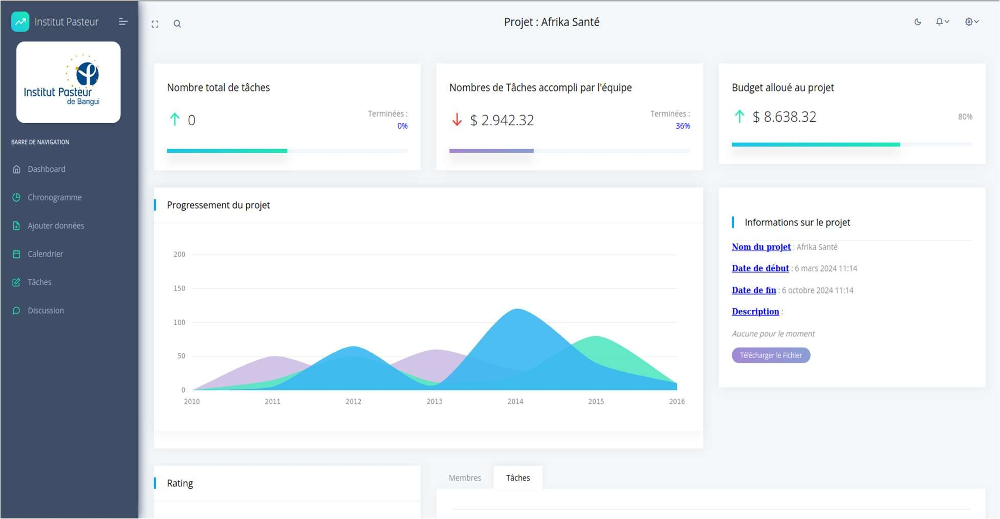 Institut Pasteur
Projet : Afrika Santé
Institut Pasteur
de Bangui
BARRE DE NAVIGATION
Dashboard
Chronogramme
Ajouter données
Calendrier
Tâches
Discussion
Nombre total de tâches
0
Terminées :
0%
Nombres de Tâches accompli par l'équipe
$ 2.942.32
Terminées :
36%
Budget alloué au projet
$ 8.638.32
80%
Progressement du projet
200
150
100
50
0
2010 2011 2012 2013 2014 2015 2016
Informations sur le projet
Nom du projet : Afrika Santé
Date de début : 6 mars 2024 11:14
Date de fin : 6 octobre 2024 11:14
Description :
Aucune pour le moment
Télécharger le Fichier
Rating
Membres
Tâches